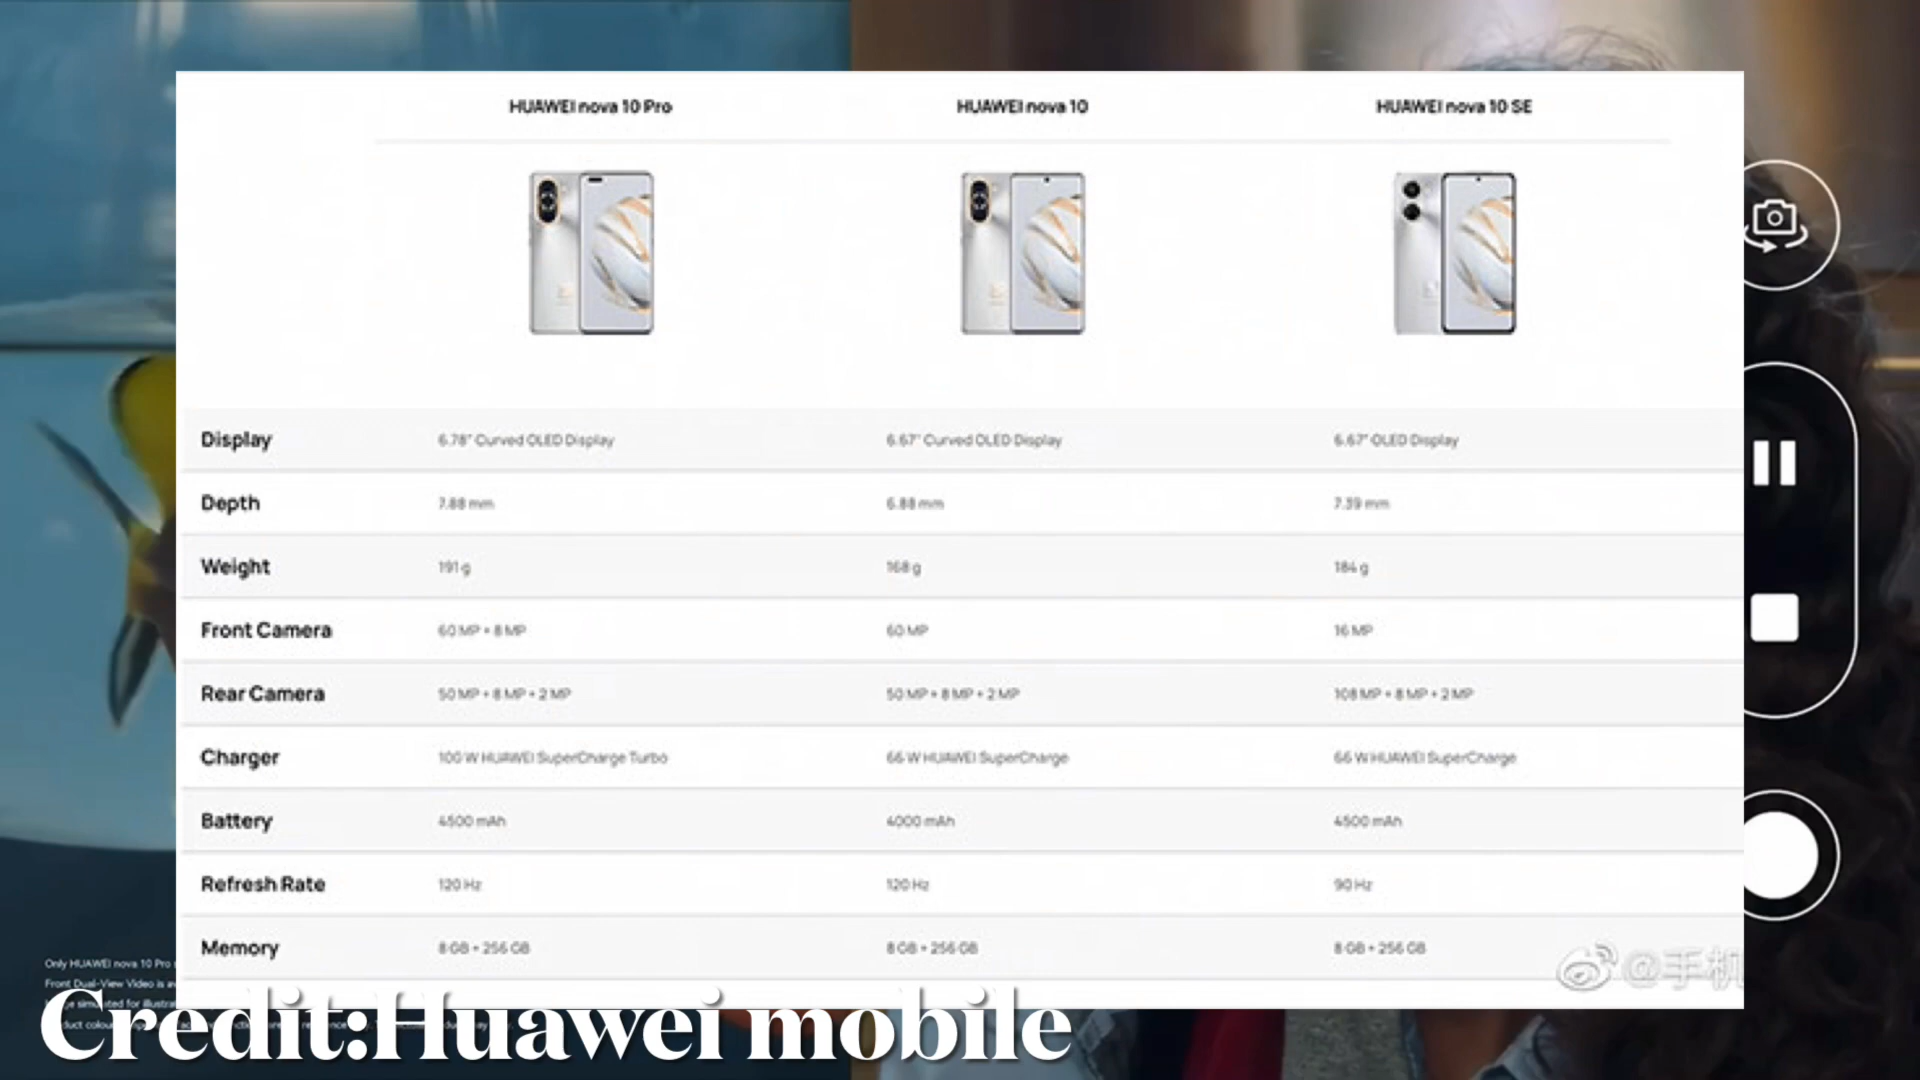 HUAWEI nova 10 Pro HUAWEI nova 10 HUAWEI nova 10 SE
Display 6.78" Curved OLED Display 6.67" Curved OLED Display 6.67" OLED Display
Depth 7.88 mm 6.88 mm 7.39 mm
Weight 191 g 168 g 184 g
Front Camera 60 MP + 8 MP 60 MP 16 MP
Rear Camera 50 MP + 8 MP + 2 MP 50 MP + 8 MP + 2 MP 108 MP + 8 MP + 2 MP
Charger 100 W HUAWEI SuperCharge Turbo 66 W HUAWEI SuperCharge 66 W HUAWEI SuperCharge
Battery 4500 mAh 4000 mAh 4500 mAh
Refresh Rate 120 Hz 120 Hz 90 Hz
Memory 8 GB + 256 GB 8 GB + 256 GB 8 GB + 256 GB
@手机
Only HUAWEI nova 10 Pro
Front Dual-View Video is
Credit:Huawei mobile